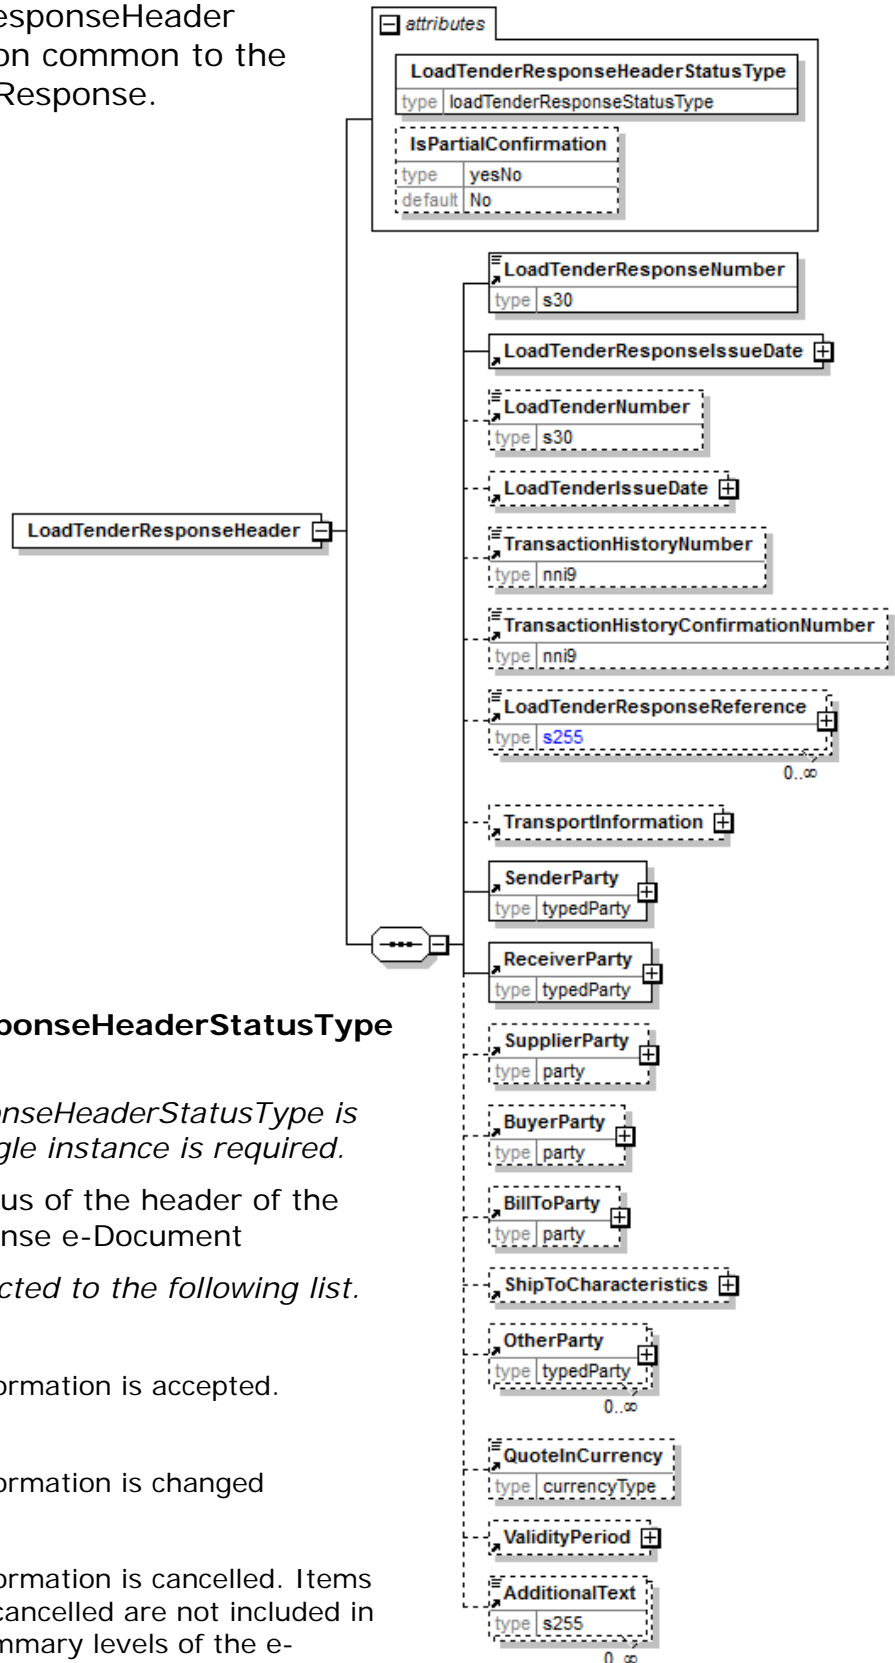 esponseHeader
on common to the
Response.
attributes
LoadTenderResponseHeaderStatusType
type loadTenderResponseStatusType
IsPartialConfirmation
type yesNo
default No
LoadTenderResponseNumber
type s30
LoadTenderResponseIssueDate
LoadTenderNumber
type s30
LoadTenderIssueDate
LoadTenderResponseHeader
TransactionHistoryNumber
type nni9
TransactionHistoryConfirmationNumber
type nni9
LoadTenderResponseReference
type s255
0..∞
TransportInformation
SenderParty
type typedParty
ReceiverParty
type typedParty
SupplierParty
type party
BuyerParty
type party
BillToParty
type party
ShipToCharacteristics
OtherParty
type typedParty
0..∞
QuoteInCurrency
type currencyType
ValidityPeriod
AdditionalText
type s255
0..∞
ponseHeaderStatusType
onseHeaderStatusType is
gle instance is required.
us of the header of the
nse e-Document
cted to the following list.
ormation is accepted.
ormation is changed
ormation is cancelled. Items
cancelled are not included in
mmary levels of the e-